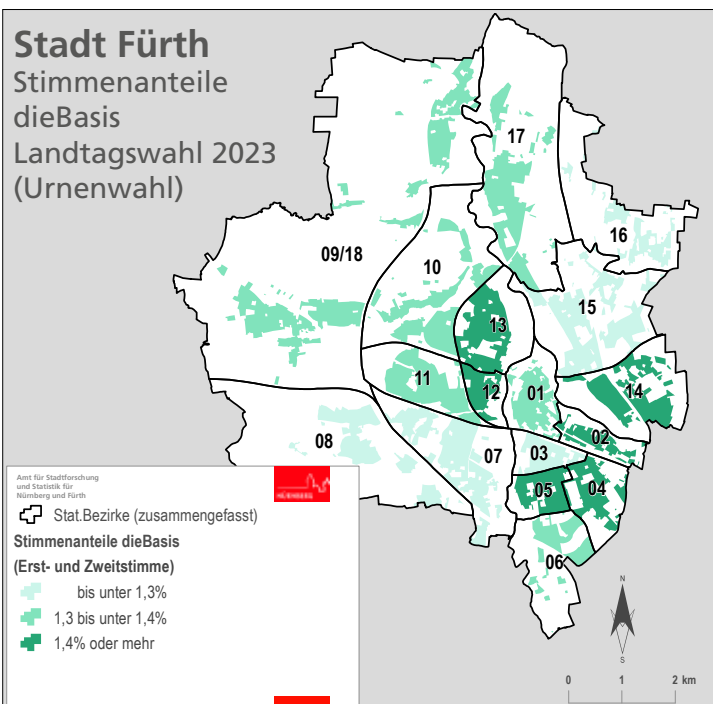 Stadt Fürth
Stimmenanteile
dieBasis
Landtagswahl 2023
(Urnenwahl)
17
16
09/18
10
15
13
11
12
01
14
02
08
07
03
05
04
06
Amt für Stadtforschung
und Statistik für
Nürnberg und Fürth
NÜRNBERG
Stat.Bezirke (zusammengefasst)
Stimmenanteile dieBasis
(Erst- und Zweitstimme)
bis unter 1,3%
1,3 bis unter 1,4%
1,4% oder mehr
N
S
0 1 2 km